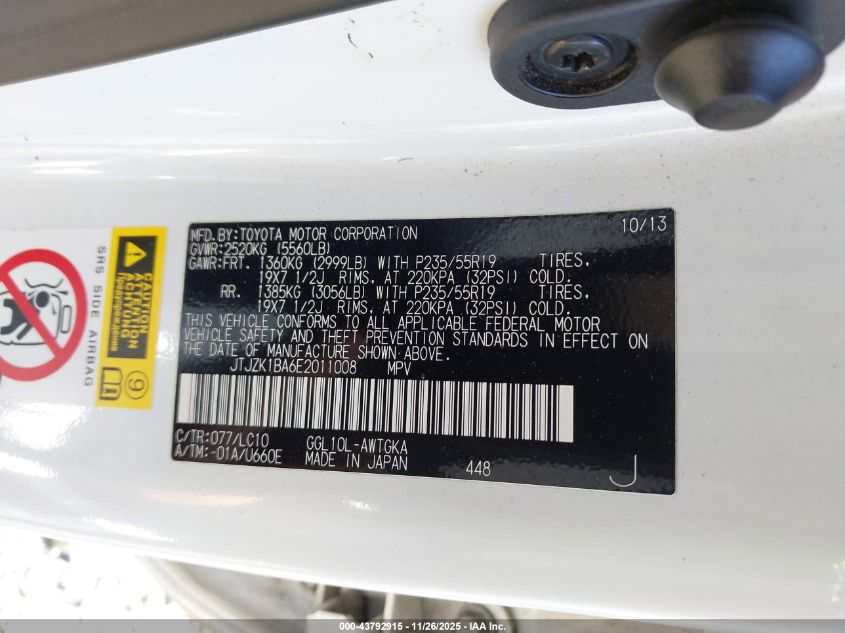 MFD.BY:TOYOTA MOTOR CORPORATION 10/13
GVWR:2520KG (5560LB)
GAWR:FRT. 1360KG (2999LB) WITH P235/55R19 TIRES.
19X7 1/2J RIMS. AT 220KPA (32PSI) COLD.
RR. 1385KG (3056LB) WITH P235/55R19 TIRES.
19X7 1/2J RIMS. AT 220KPA (32PSI) COLD.
THIS VEHICLE CONFORMS TO ALL APPLICABLE FEDERAL MOTOR
VEHICLE SAFETY AND THEFT PREVENTION STANDARDS IN EFFECT ON
THE DATE OF MANUFACTURE SHOWN ABOVE.
JTJZK1BA6E2011008 MPV
C/TR:077/LC10 GGL10L-AWTGKA
A/TM:-01A/U660E MADE IN JAPAN 448 J
SRS SIDE AIRBAG
WARNING
ACHTUNG
Предупреждение
9
000-43792915 - 11/26/2025 - IAA Inc.